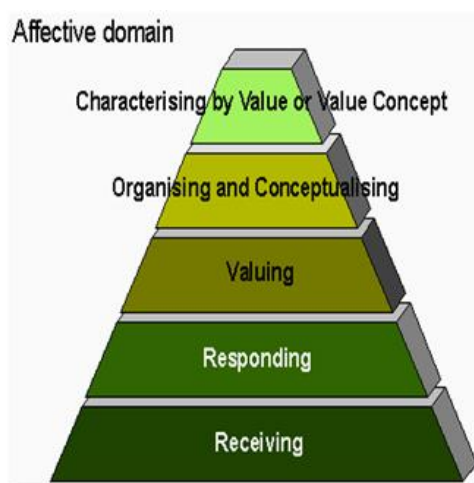 Affective domain
Characterising by Value or Value Concept
Organising and Conceptualising
Valuing
Responding
Receiving